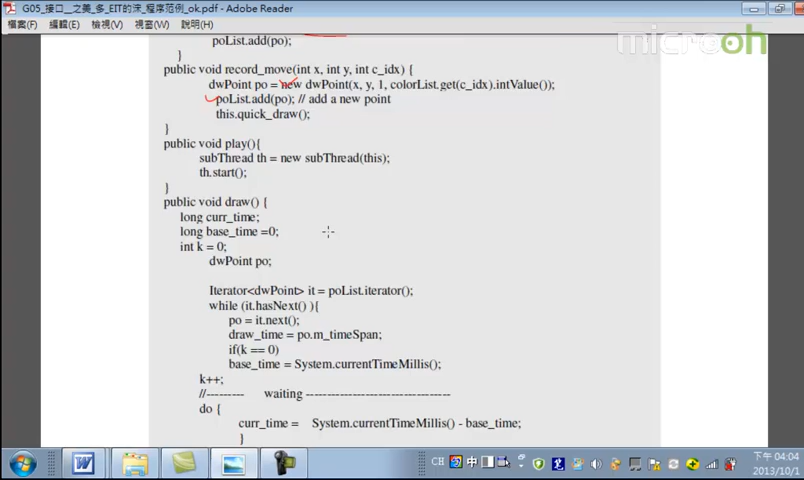 G05_接口__之美_多_EIT的深_程序范例_ok.pdf - Adobe Reader
檔案(F) 編輯(E) 檢視(V) 視窗(W) 說明(H)
microoh
poList.add(po);
}
public void record_move(int x, int y, int c_idx) {
dwPoint po = new dwPoint(x, y, 1, colorList.get(c_idx).intValue());
poList.add(po); // add a new point
this.quick_draw();
}
public void play(){
subThread th = new subThread(this);
th.start();
}
public void draw() {
long curr_time;
long base_time =0;
int k = 0;
dwPoint po;
Iterator<dwPoint> it = poList.iterator();
while (it.hasNext() ){
po = it.next();
draw_time = po.m_timeSpan;
if(k == 0)
base_time = System.currentTimeMillis();
k++;
//--------- waiting ----------------------------------
do {
curr_time = System.currentTimeMillis() - base_time;
}
CH 中
下午 04:04
2013/10/1